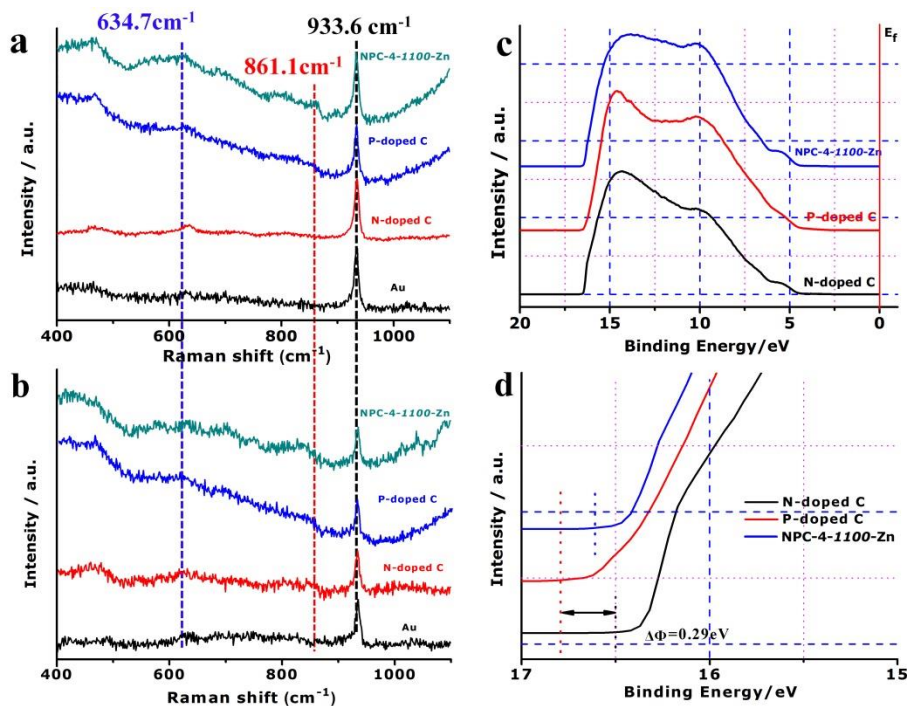 634.7cm-1
861.1cm-1
933.6 cm-1
a
NPC-4-1100-Zn
P-doped C
N-doped C
Au
Intensity / a.u.
400 600 800 1000
Raman shift (cm-1)
b
NPC-4-1100-Zn
P-doped C
N-doped C
Au
Intensity / a.u.
400 600 800 1000
Raman shift (cm-1)
c
Ef
NPC-4-1100-Zn
P-doped C
N-doped C
Intensity / a.u.
20 15 10 5 0
Binding Energy/eV
d
N-doped C
P-doped C
NPC-4-1100-Zn
ΔΦ=0.29eV
Intensity / a.u.
17 16 15
Binding Energy/eV